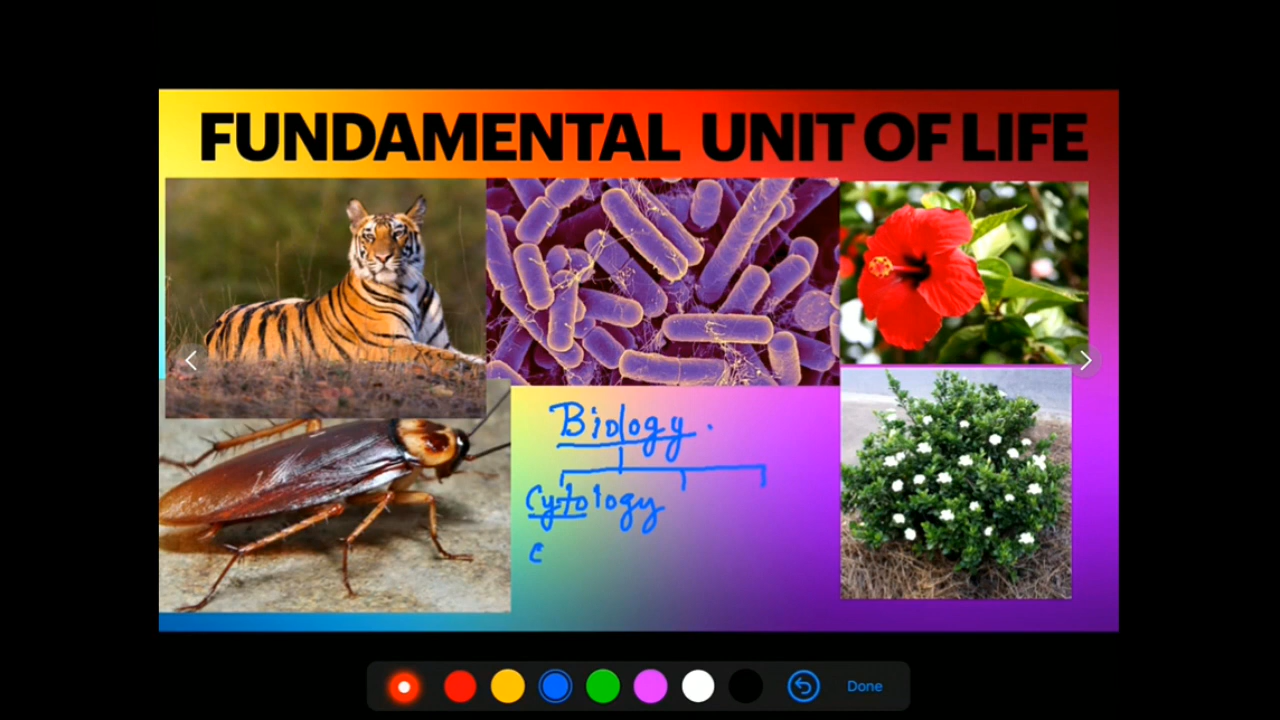 FUNDAMENTAL UNIT OF LIFE
Biology.
Cytology
c
Done